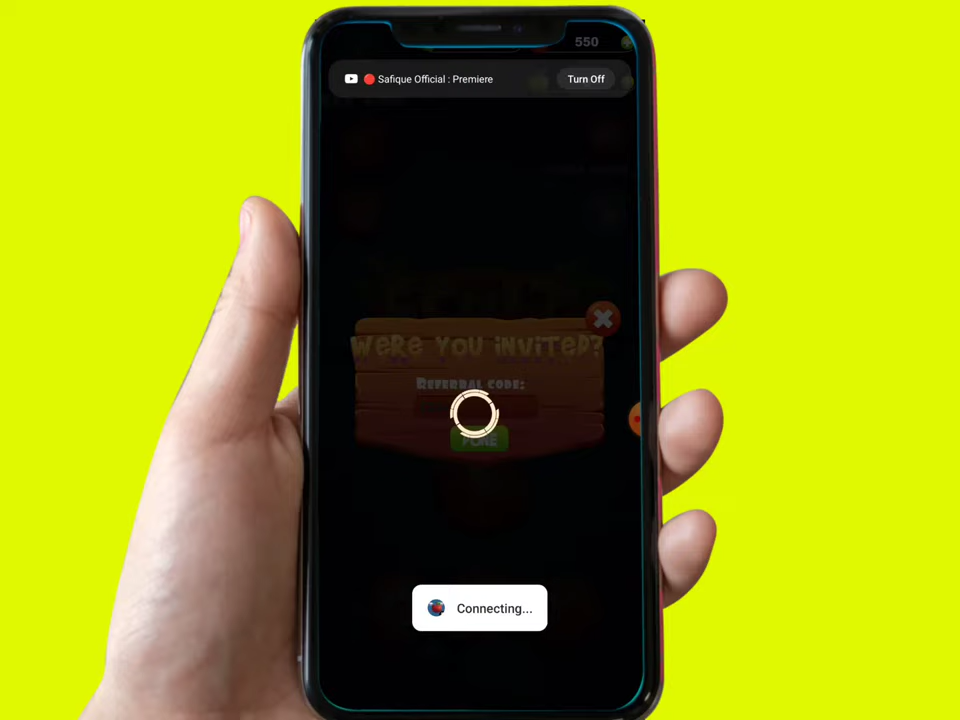 550
Safique Official : Premiere
Turn Off
WERE YOU INVITED?
REFERRAL CODE:
Connecting...